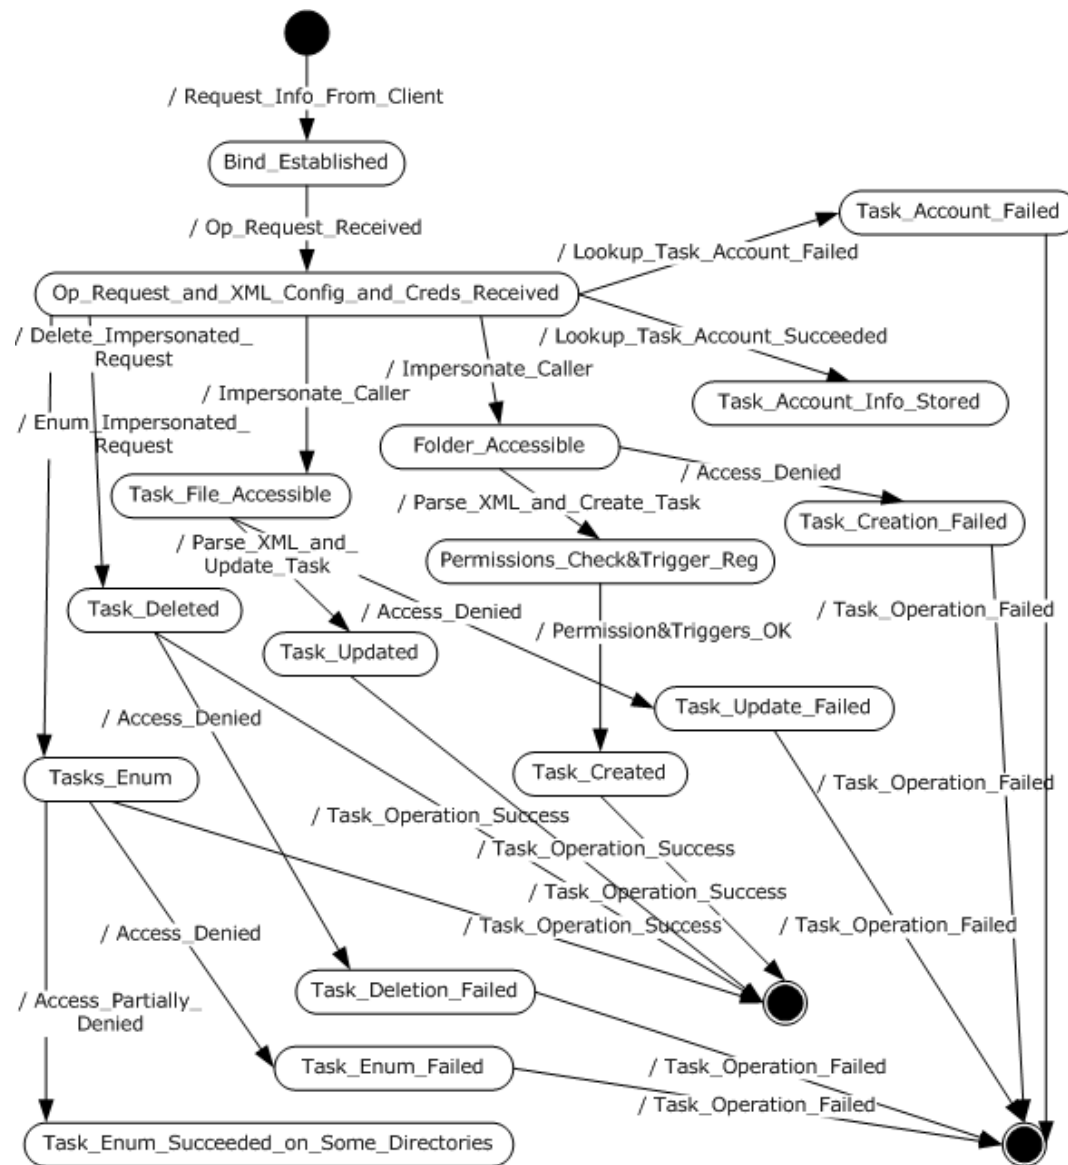 / Request_Info_From_Client
Bind_Established
Task_Account_Failed
/ Op_Request_Received
/ Lookup_Task_Account_Failed
Op_Request_and_XML_Config_and_Creds_Received
/ Delete_Impersonated_
Request
/ Lookup_Task_Account_Succeeded
/ Impersonate_Caller
/ Impersonate_Caller
Task_Account_Info_Stored
/ Enum_Impersonated_
Request
Folder_Accessible
/ Access_Denied
Task_File_Accessible
/ Parse_XML_and_Create_Task
Task_Creation_Failed
/ Parse_XML_and_
Update_Task
Permissions_Check&Trigger_Reg
Task_Deleted
/ Access_Denied
/ Task_Operation_Failed
/ Permission&Triggers_OK
Task_Updated
Task_Update_Failed
/ Access_Denied
Tasks_Enum
Task_Created
/ Task_Operation_Failed
/ Task_Operation_Success
/ Task_Operation_Success
/ Task_Operation_Success
/ Task_Operation_Success
/ Task_Operation_Failed
/ Access_Denied
Task_Deletion_Failed
/ Access_Partially_
Denied
Task_Enum_Failed
/ Task_Operation_Failed
/ Task_Operation_Failed
Task_Enum_Succeeded_on_Some_Directories